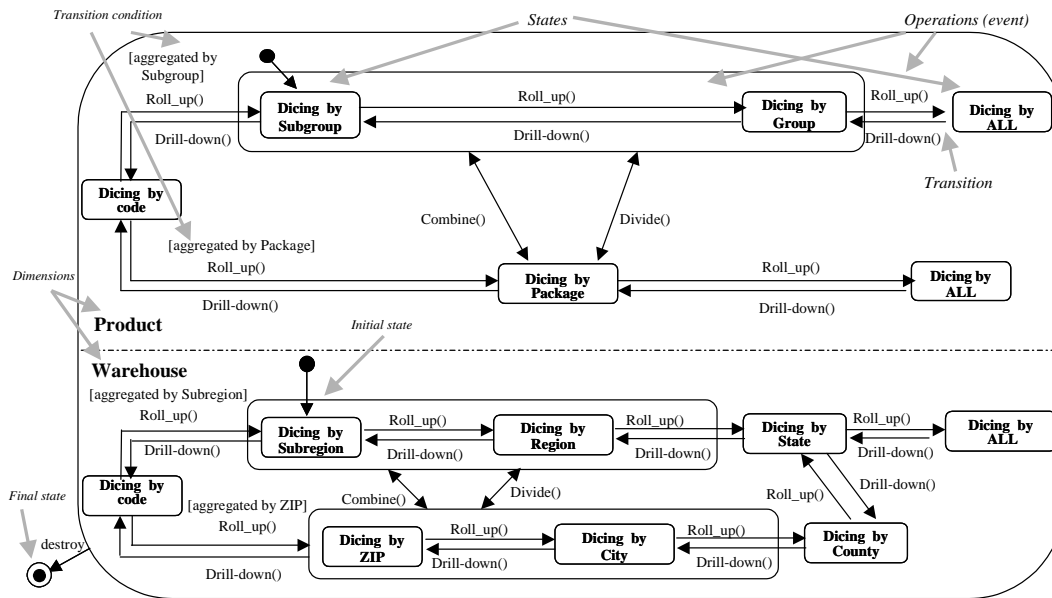 Transition condition
States
Operations (event)
[aggregated by
Subgroup]
Roll_up()
Drill-down()
Dicing by
Subgroup
Roll_up()
Drill-down()
Dicing by
Group
Roll_up()
Drill-down()
Dicing by
ALL
Transition
Dicing by
code
Combine()
Divide()
[aggregated by Package]
Roll_up()
Drill-down()
Dicing by
Package
Roll_up()
Drill-down()
Dicing by
ALL
Dimensions
Product
Initial state
Warehouse
[aggregated by Subregion]
Roll_up()
Drill-down()
Dicing by
Subregion
Roll_up()
Drill-down()
Dicing by
Region
Roll_up()
Drill-down()
Dicing by
State
Roll_up()
Drill-down()
Dicing by
ALL
Dicing by
code
Final state
[aggregated by ZIP]
Combine()
Divide()
Roll_up()
Drill-down()
Roll_up()
Drill-down()
Dicing by
ZIP
Roll_up()
Drill-down()
Dicing by
City
Roll_up()
Drill-down()
Dicing by
County
destroy